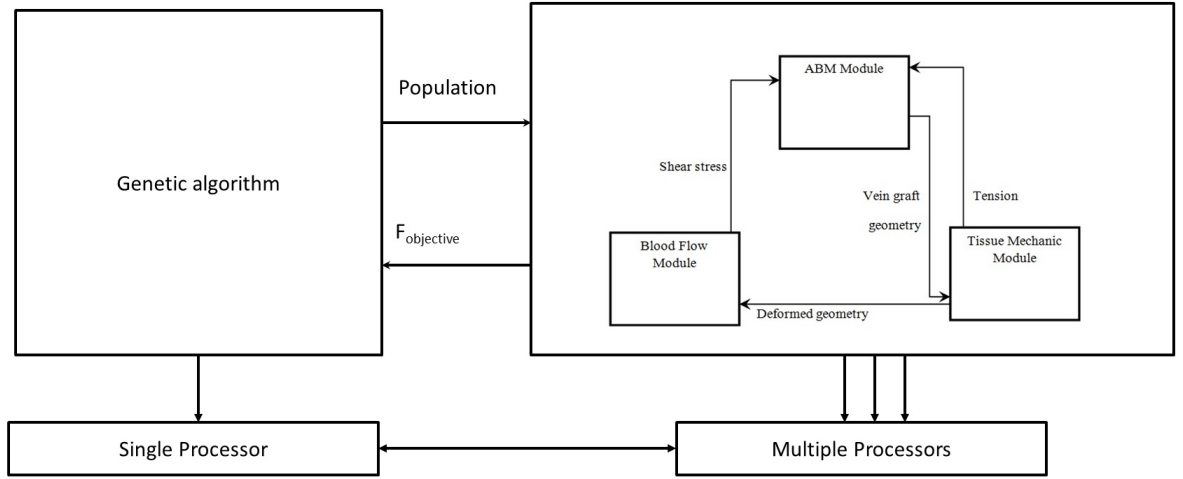 ABM Module
Population
Shear stress
Genetic algorithm
Vein graft
geometry
Tension
Fobjective
Blood Flow
Module
Tissue Mechanic
Module
Deformed geometry
Single Processor
Multiple Processors